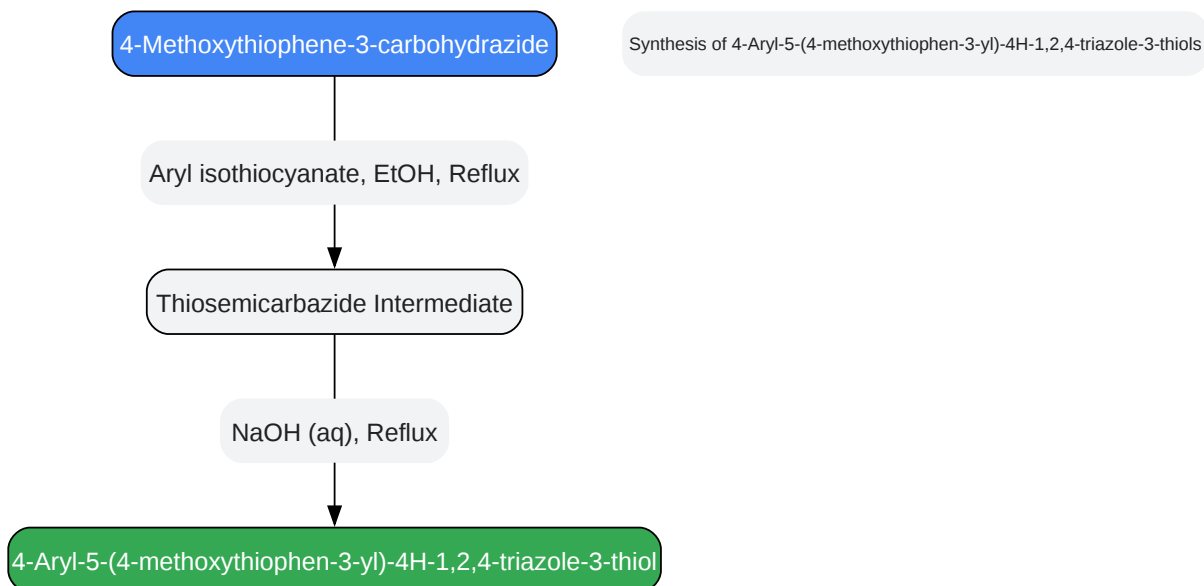 4-Methoxythiophene-3-carbohydrazide
Synthesis of 4-Aryl-5-(4-methoxythiophen-3-yl)-4H-1,2,4-triazole-3-thiols
Aryl isothiocyanate, EtOH, Reflux
Thiosemicarbazide Intermediate
NaOH (aq), Reflux
4-Aryl-5-(4-methoxythiophen-3-yl)-4H-1,2,4-triazole-3-thiol